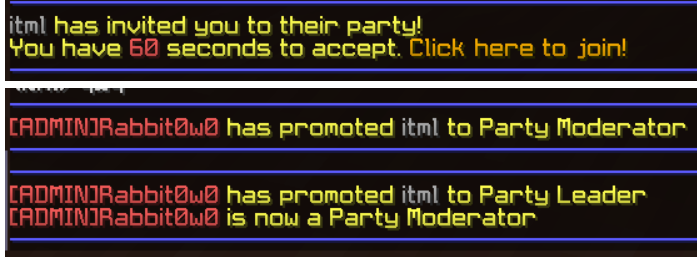 itml has invited you to their party!
You have 60 seconds to accept. Click here to join!
[ADMIN]Rabbit0w0 has promoted itml to Party Moderator
[ADMIN]Rabbit0w0 has promoted itml to Party Leader
[ADMIN]Rabbit0w0 is now a Party Moderator